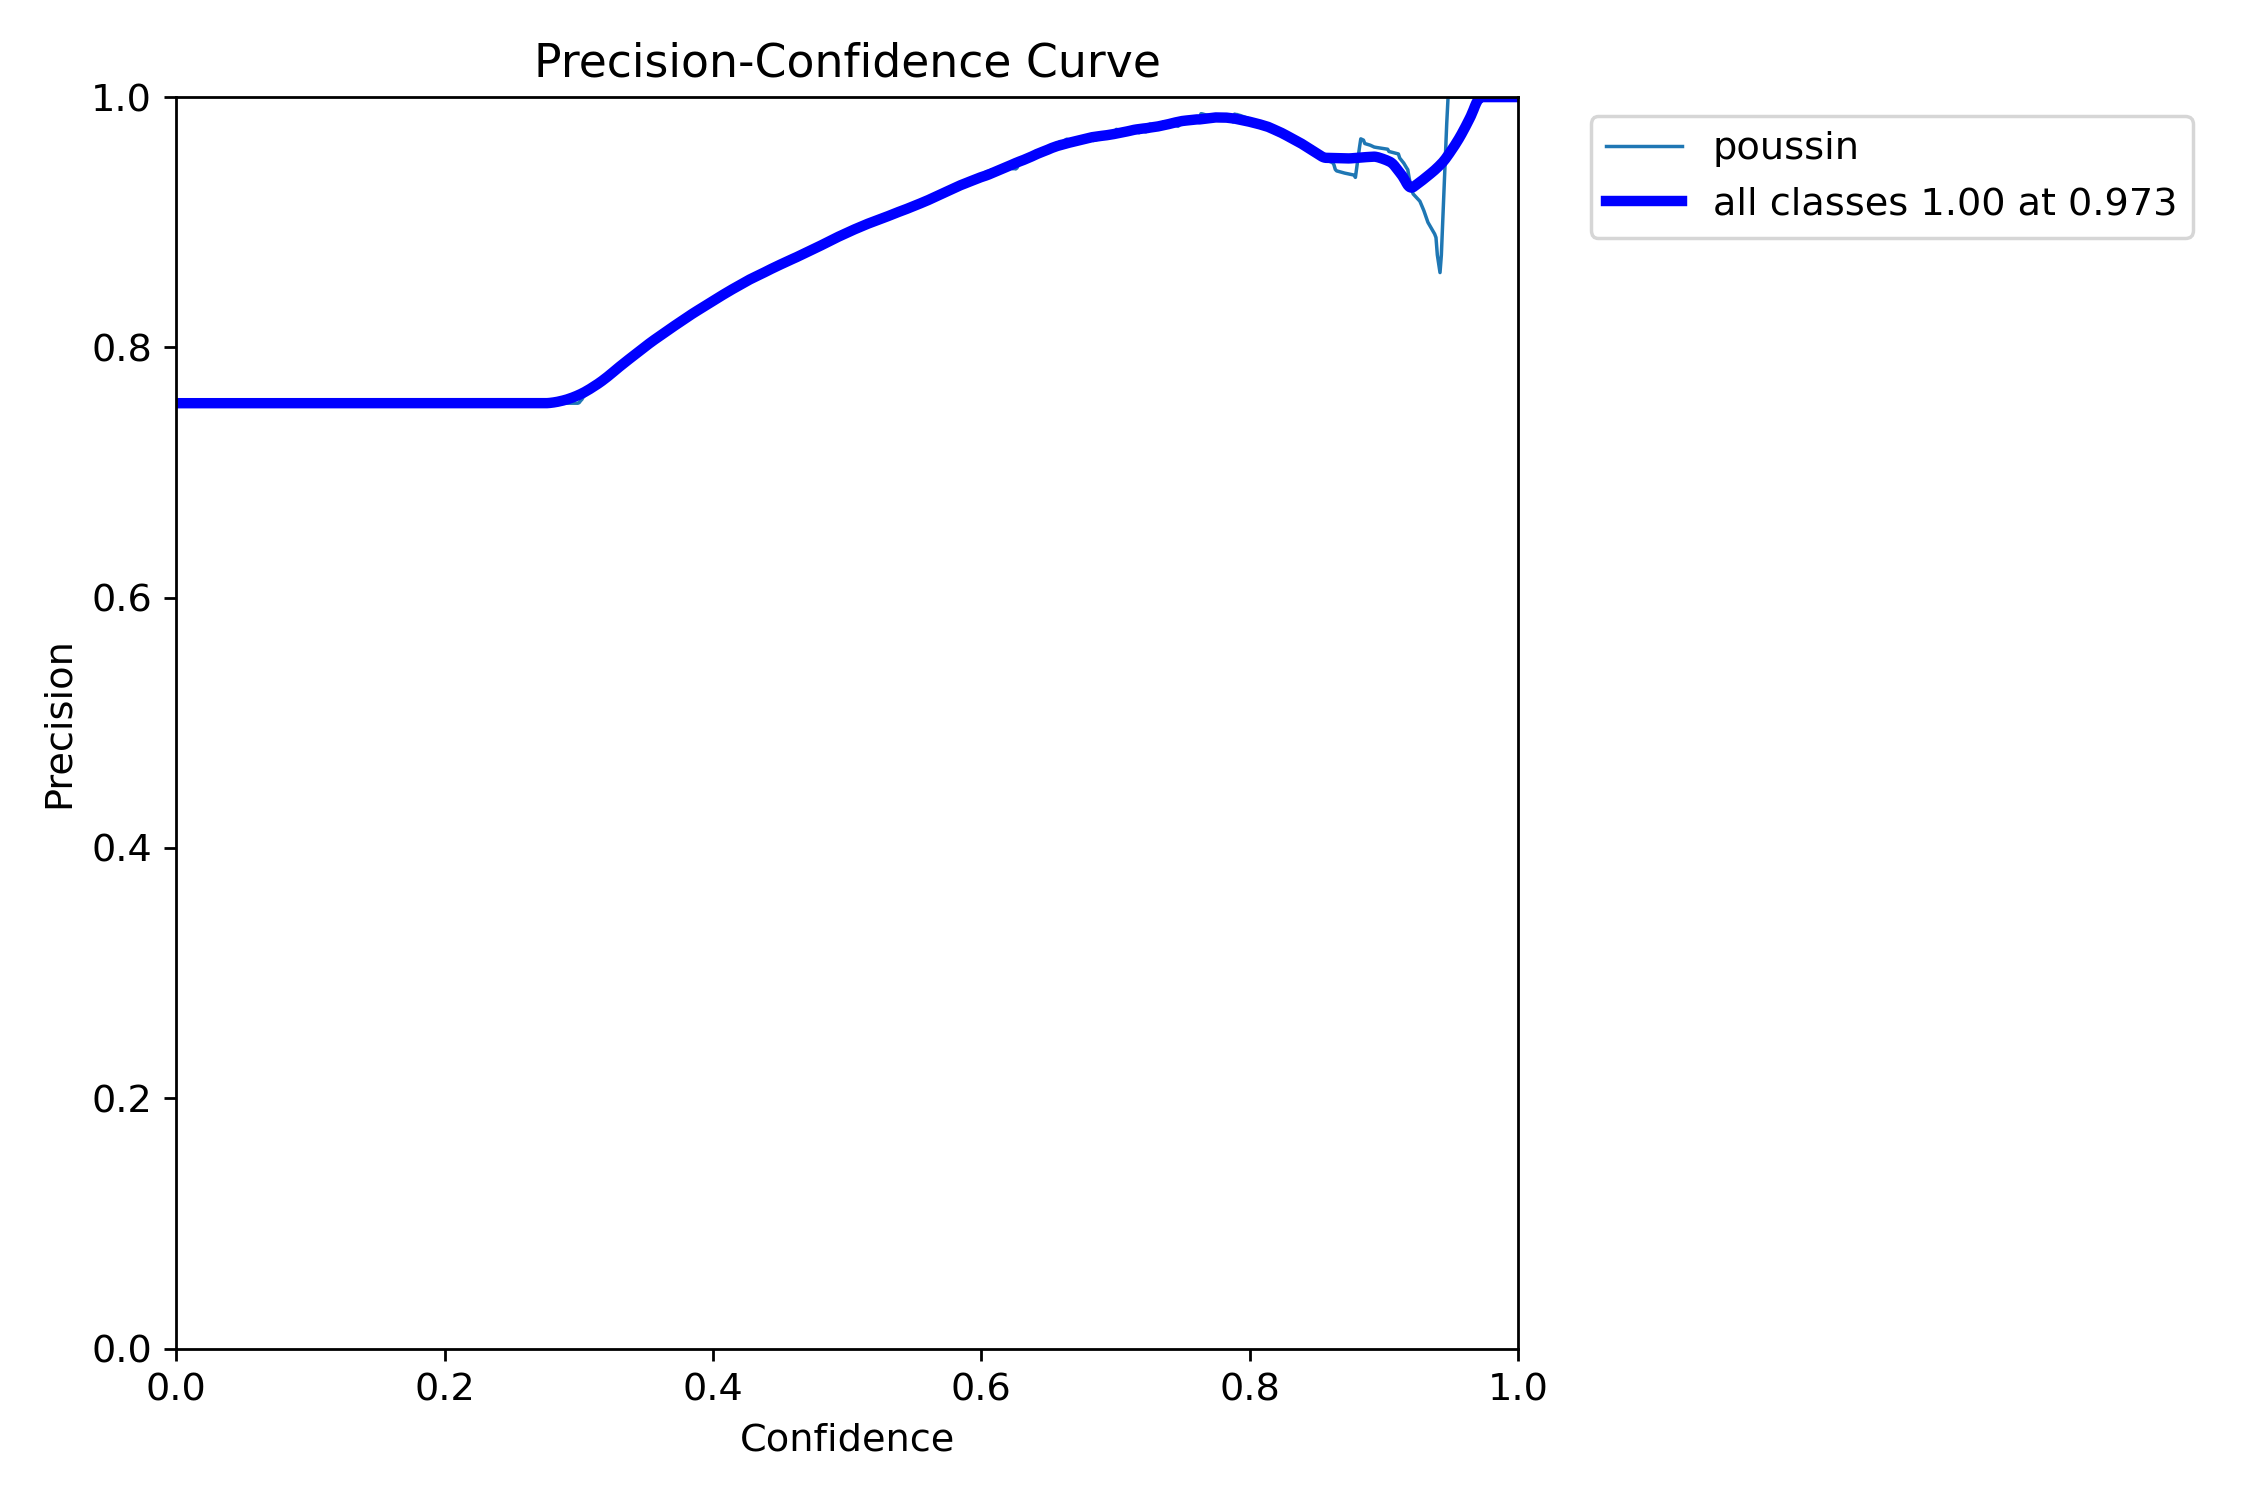 Precision-Confidence Curve
1.0
0.8
0.6
0.4
0.2
0.0
Precision
0.0 0.2 0.4 0.6 0.8 1.0
Confidence
poussin
all classes 1.00 at 0.973